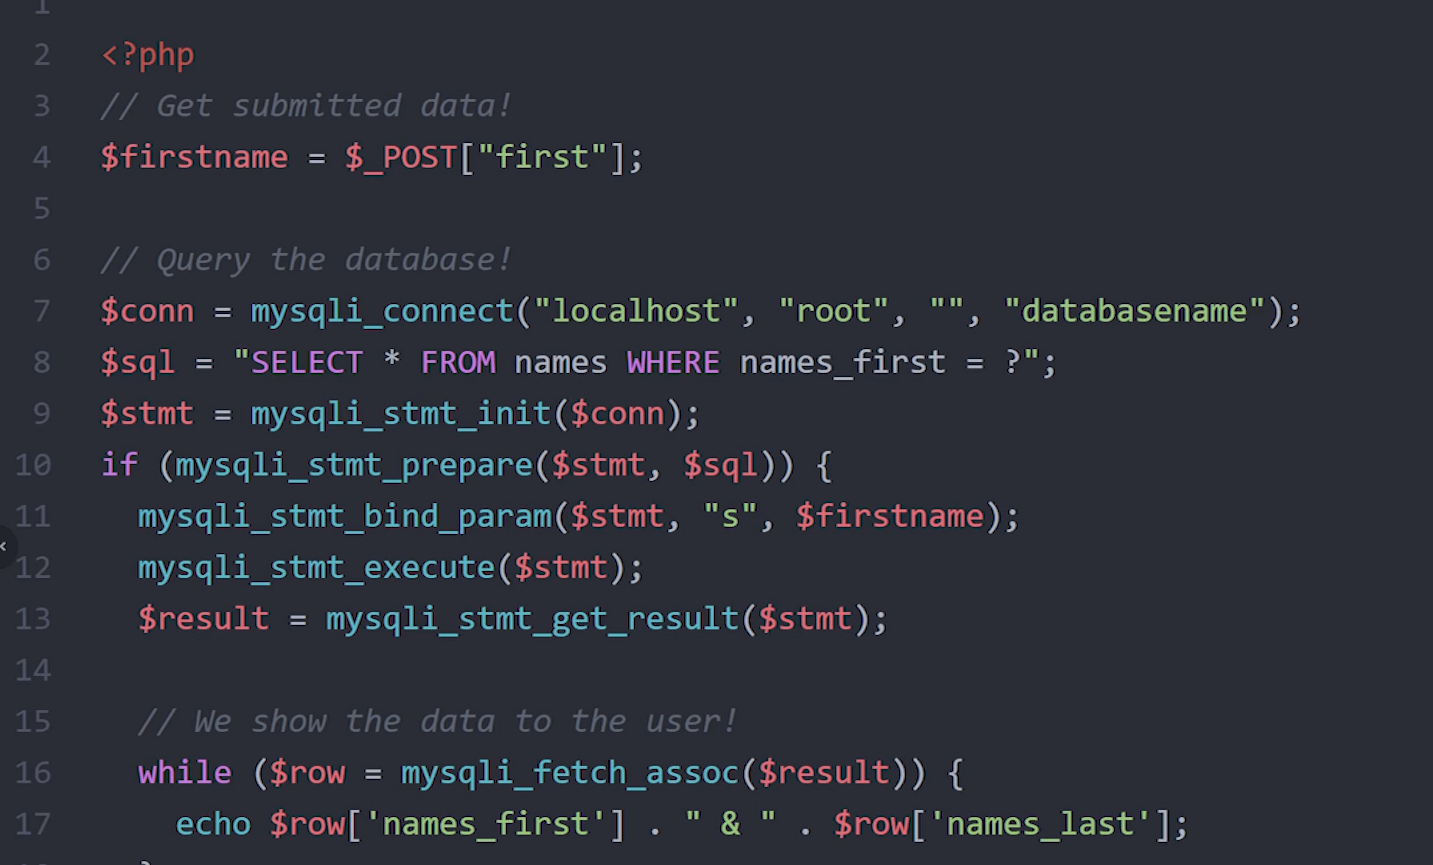 1
2 <?php
3 // Get submitted data!
4 $firstname = $_POST["first"];
5
6 // Query the database!
7 $conn = mysqli_connect("localhost", "root", "", "databasename");
8 $sql = "SELECT * FROM names WHERE names_first = ?";
9 $stmt = mysqli_stmt_init($conn);
10 if (mysqli_stmt_prepare($stmt, $sql)) {
11 mysqli_stmt_bind_param($stmt, "s", $firstname);
12 mysqli_stmt_execute($stmt);
13 $result = mysqli_stmt_get_result($stmt);
14
15 // We show the data to the user!
16 while ($row = mysqli_fetch_assoc($result)) {
17 echo $row['names_first'] . " & " . $row['names_last'];